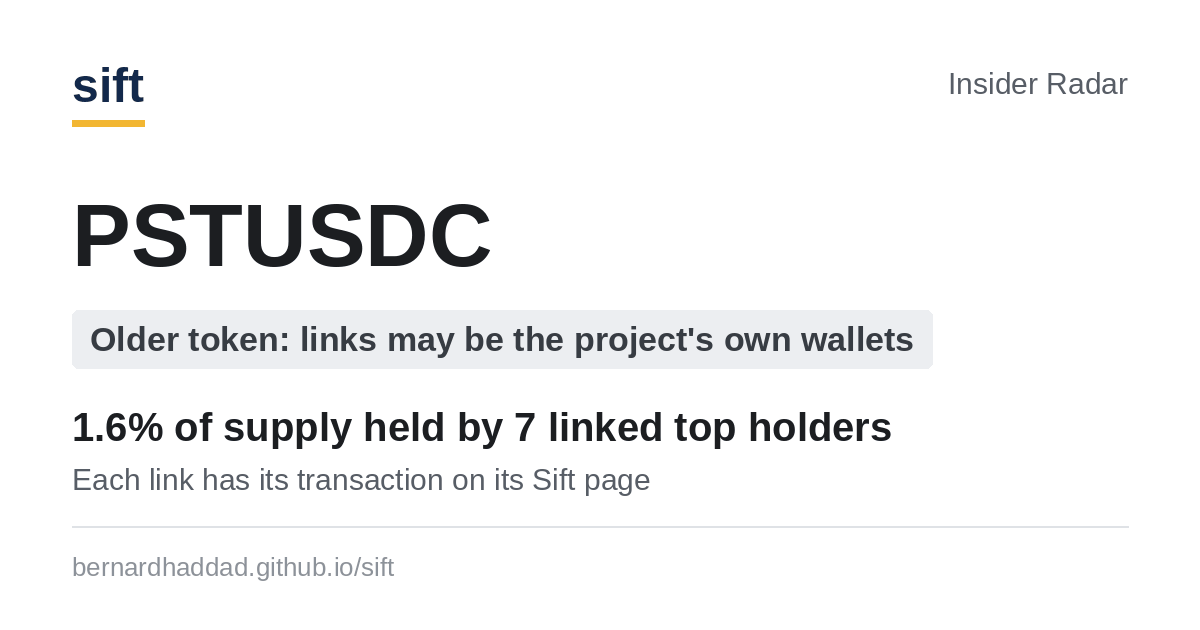 sift
Insider Radar
PSTUSDC
Older token: links may be the project's own wallets
1.6% of supply held by 7 linked top holders
Each link has its transaction on its Sift page
bernardhaddad.github.io/sift